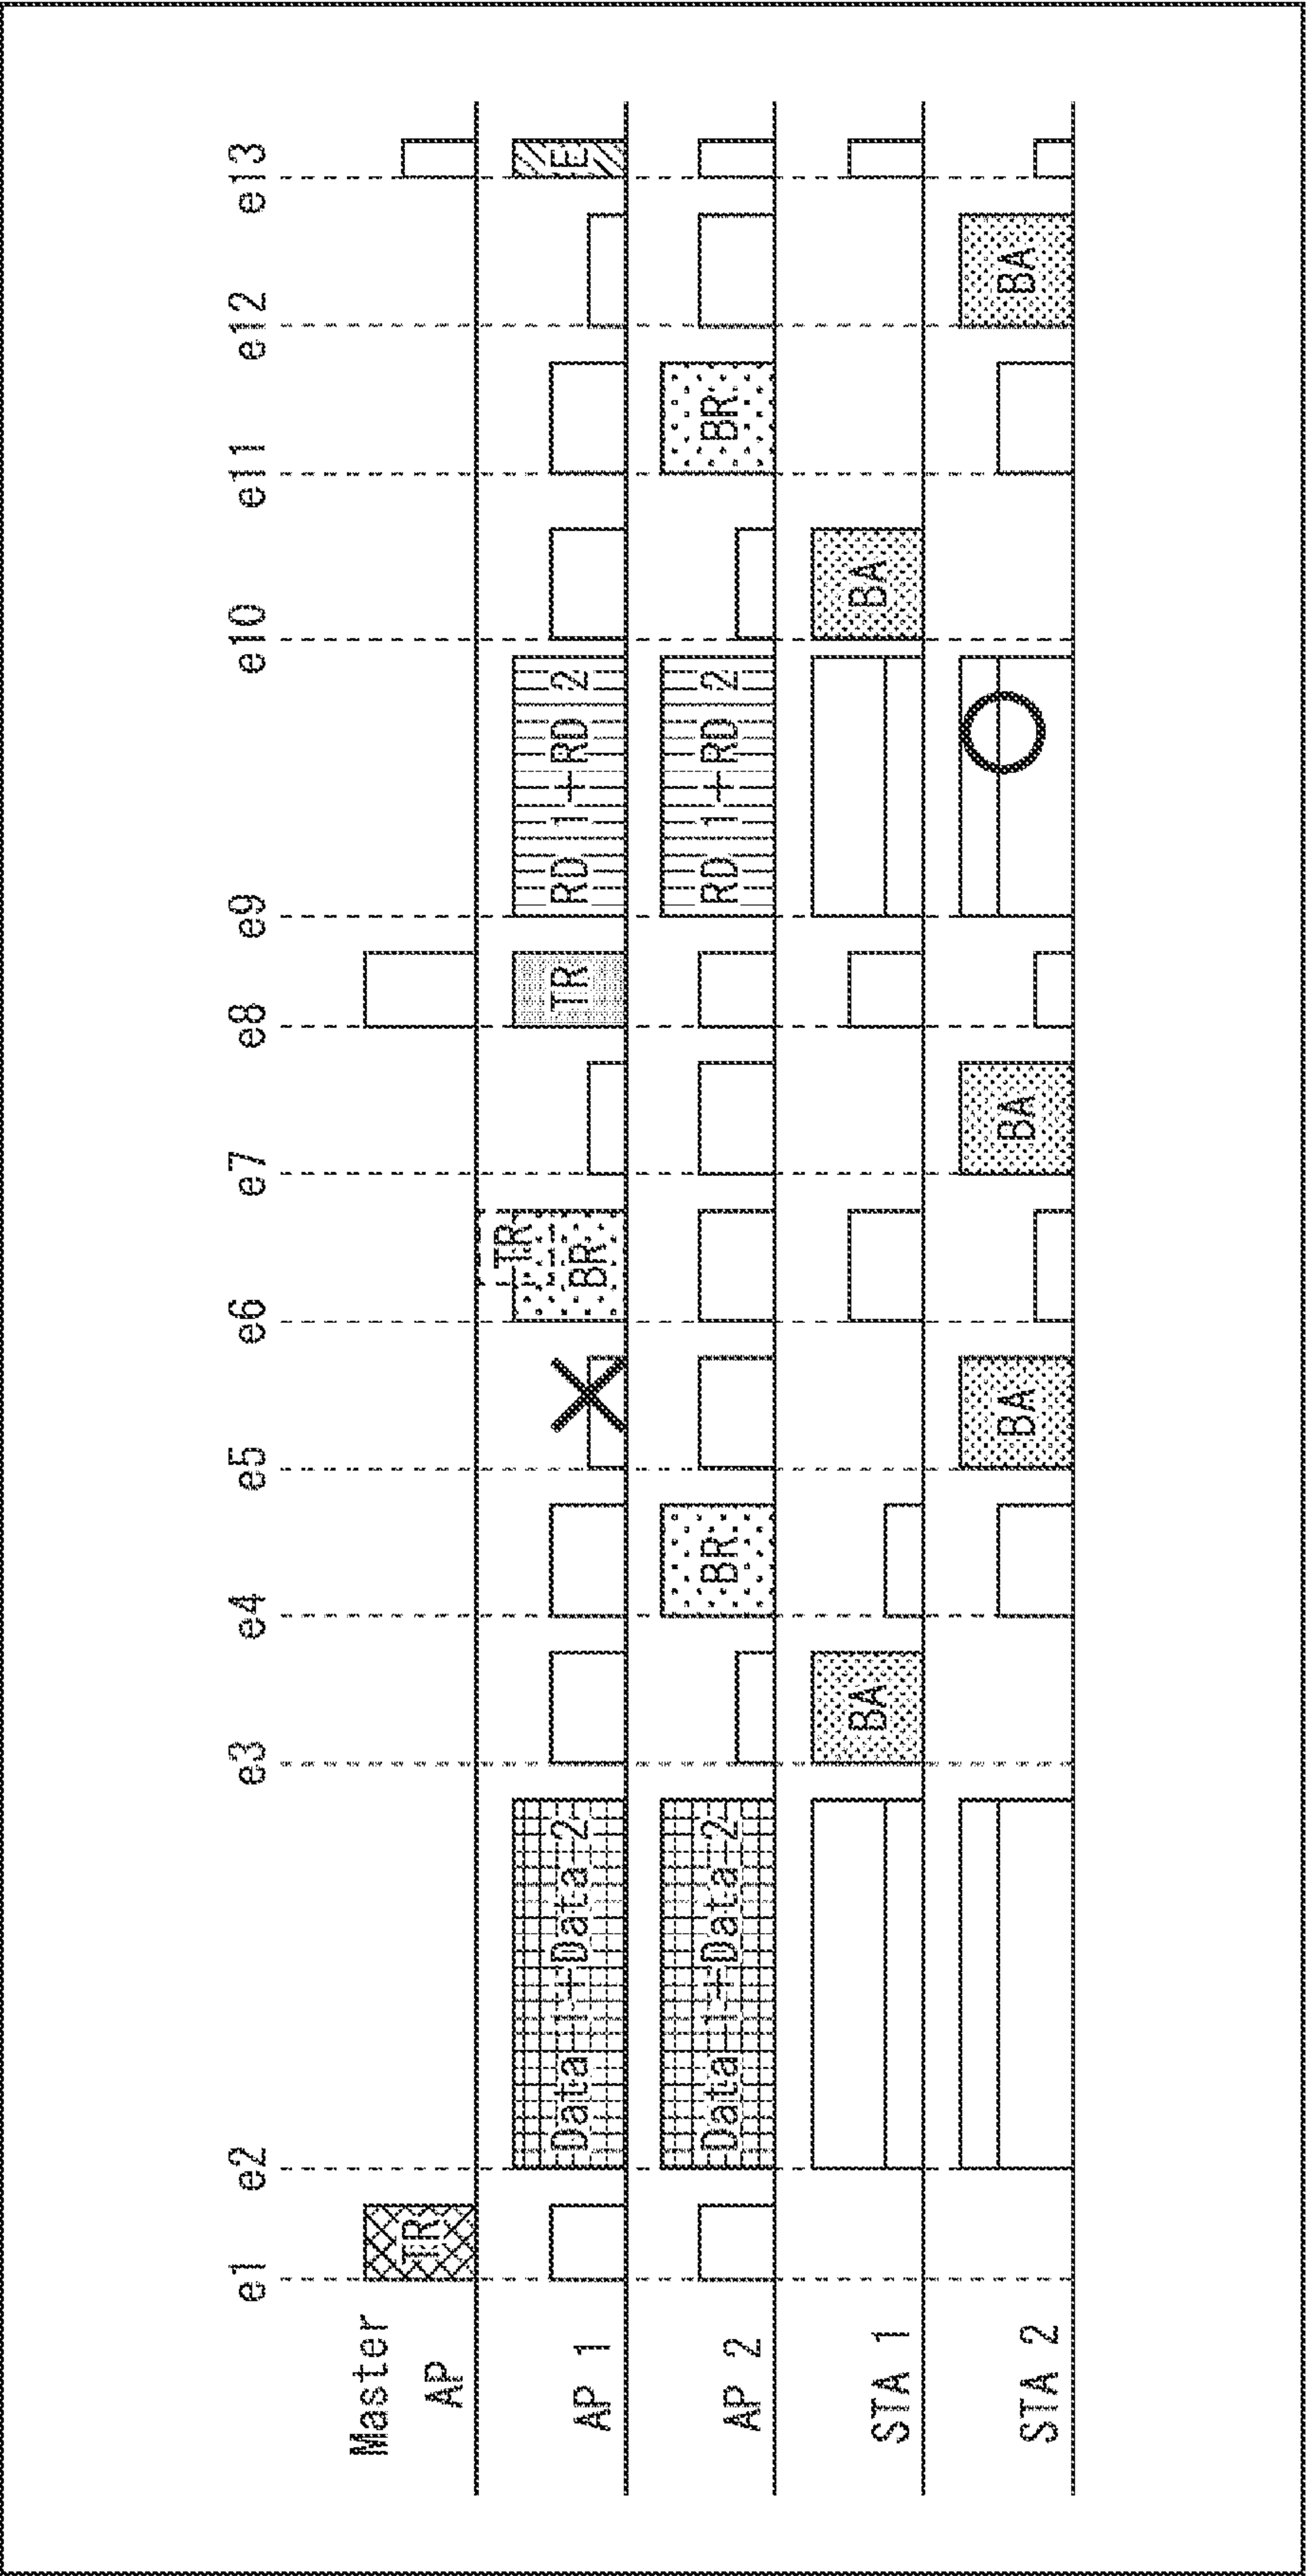 e1 e2 e3 e4 e5 e6 e7 e8 e9 e10 e11 e12 e13
Master
AP
TR
AP 1
Data 1+Data 2
TR
BR
TR
RD 1+RD 2
E
AP 2
Data 1+Data 2
BR
RD 1+RD 2
BR
STA 1
BA
BA
STA 2
BA
BA
BA